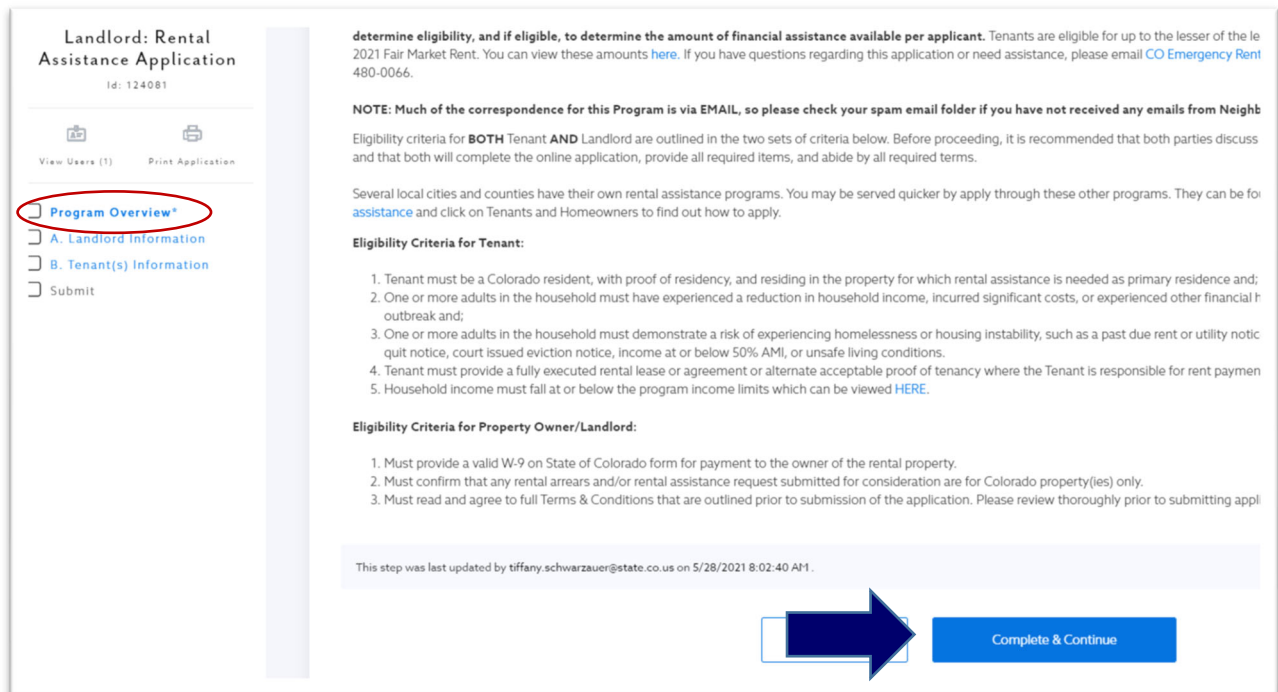 Landlord: Rental
Assistance Application
Id: 124081
View Users (1)
Print Application
Program Overview*
A. Landlord Information
B. Tenant(s) Information
Submit
determine eligibility, and if eligible, to determine the amount of financial assistance available per applicant. Tenants are eligible for up to the lesser of the le
2021 Fair Market Rent. You can view these amounts here. If you have questions regarding this application or need assistance, please email CO Emergency Rent
480-0066.
NOTE: Much of the correspondence for this Program is via EMAIL, so please check your spam email folder if you have not received any emails from Neighb
Eligibility criteria for BOTH Tenant AND Landlord are outlined in the two sets of criteria below. Before proceeding, it is recommended that both parties discuss
and that both will complete the online application, provide all required items, and abide by all required terms.
Several local cities and counties have their own rental assistance programs. You may be served quicker by apply through these other programs. They can be fo
assistance and click on Tenants and Homeowners to find out how to apply.
Eligibility Criteria for Tenant:
1. Tenant must be a Colorado resident, with proof of residency, and residing in the property for which rental assistance is needed as primary residence and;
2. One or more adults in the household must have experienced a reduction in household income, incurred significant costs, or experienced other financial h
outbreak and;
3. One or more adults in the household must demonstrate a risk of experiencing homelessness or housing instability, such as a past due rent or utility notic
quit notice, court issued eviction notice, income at or below 50% AMI, or unsafe living conditions.
4. Tenant must provide a fully executed rental lease or agreement or alternate acceptable proof of tenancy where the Tenant is responsible for rent paymen
5. Household income must fall at or below the program income limits which can be viewed HERE.
Eligibility Criteria for Property Owner/Landlord:
1. Must provide a valid W-9 on State of Colorado form for payment to the owner of the rental property.
2. Must confirm that any rental arrears and/or rental assistance request submitted for consideration are for Colorado property(ies) only.
3. Must read and agree to full Terms & Conditions that are outlined prior to submission of the application. Please review thoroughly prior to submitting appli
This step was last updated by tiffany.schwarzauer@state.co.us on 5/28/2021 8:02:40 AM .
Complete & Continue